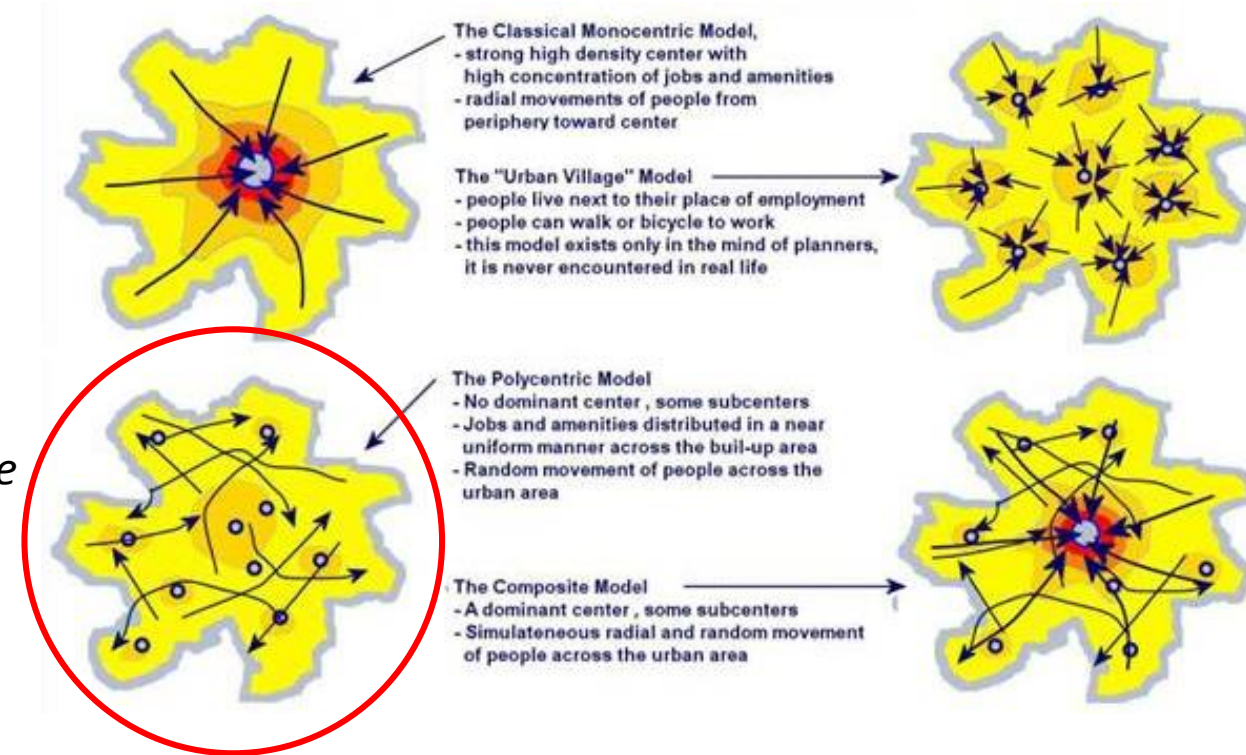 The Classical Monocentric Model,
- strong high density center with
high concentration of jobs and amenities
- radial movements of people from
periphery toward center
The "Urban Village" Model
- people live next to their place of employment
- people can walk or bicycle to work
- this model exists only in the mind of planners,
it is never encountered in real life
The Polycentric Model
- No dominant center , some subcenters
- Jobs and amenities distributed in a near
uniform manner across the buil-up area
- Random movement of people across the
urban area
e
The Composite Model
- A dominant center , some subcenters
- Simulateneous radial and random movement
of people across the urban area